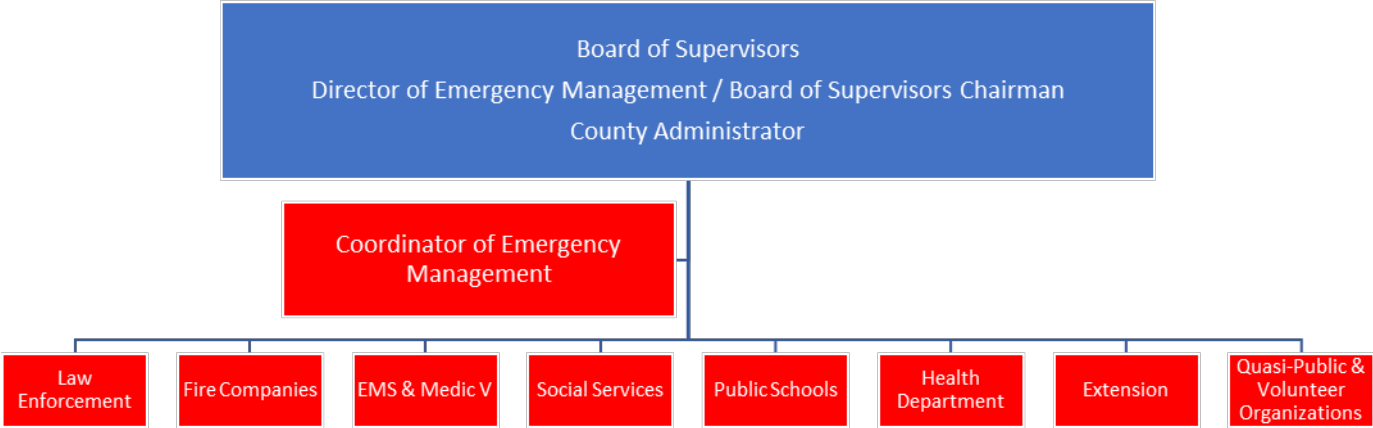 Board of Supervisors
Director of Emergency Management / Board of Supervisors Chairman
County Administrator
Coordinator of Emergency
Management
Law
Enforcement
Fire Companies
EMS & Medic V
Social Services
Public Schools
Health
Department
Extension
Quasi-Public &
Volunteer
Organizations